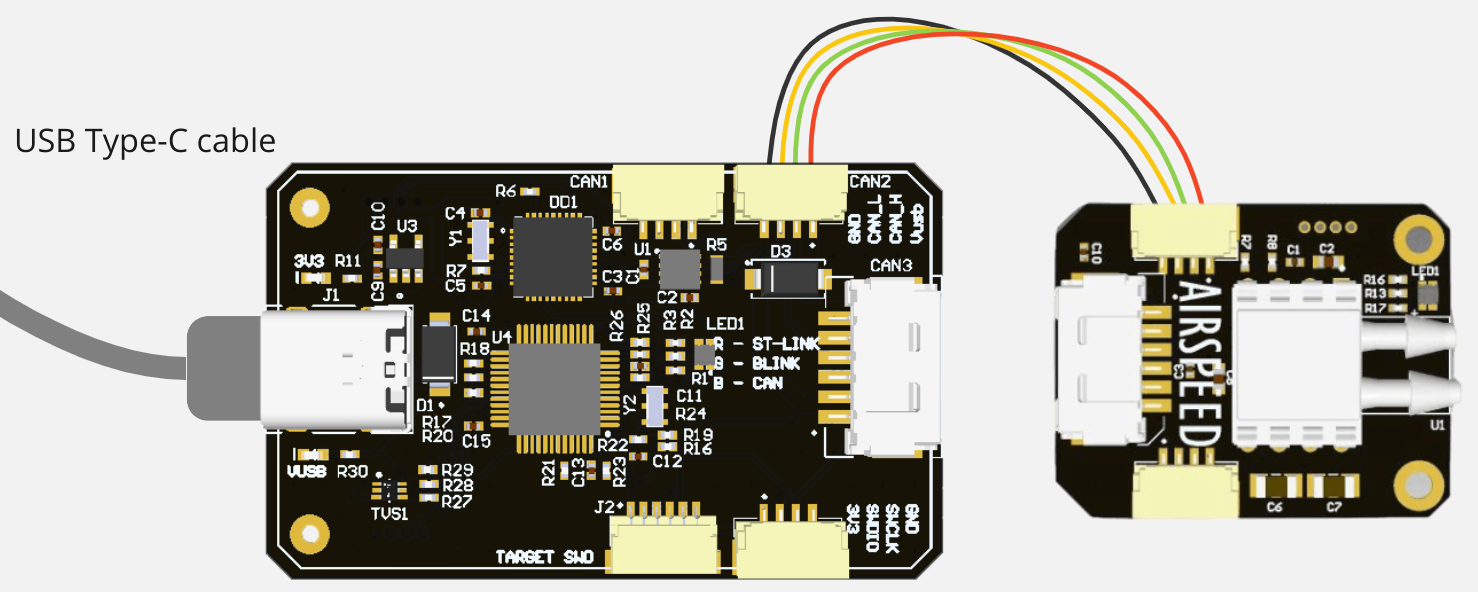 USB Type-C cable
CAN1
CAN2
R6
DD1
C10
U3
C4
Y1
C6
U1
R5
D3
GND
CAN_L
CAN_H
Vusb
CAN3
3V3
R11
R7
C5
C3
C1
C2
C9
J1
C14
U4
R18
R26
R25
R3
R2
LED1
R - ST-LINK
B - BLINK
B - CAN
R1
D1
R17
R20
C15
Y2
C11
R24
R22
R19
R16
C12
VUSB
R30
R29
R28
R27
TVS1
R21
C13
R23
J2
TARGET SWD
3V3
SWDIO
SWCLK
GND
C10
R7
R8
C1
C2
LED1
R16
R13
R17
AIRSPEED
C3
U1
C6
C7